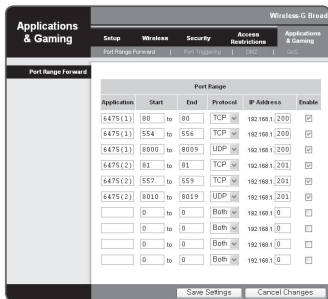 Wireless-G Broad
Applications & Gaming
Setup Wireless Security Access Restrictions Applications & Gaming
Port Range Forward | Port Triggering | DMZ | QoS
Port Range Forward
Port Range
Application Start End Protocol IP Address Enable
6475(1) 80 to 80 TCP 192.168.1. 200
6475(1) 554 to 556 TCP 192.168.1. 200
6475(1) 8000 to 8009 UDP 192.168.1. 200
6475(2) 81 to 81 TCP 192.168.1. 201
6475(2) 557 to 559 TCP 192.168.1. 201
6475(2) 8010 to 8019 UDP 192.168.1. 201
0 to 0 Both 192.168.1. 0
0 to 0 Both 192.168.1. 0
0 to 0 Both 192.168.1. 0
0 to 0 Both 192.168.1. 0
Save Settings Cancel Changes